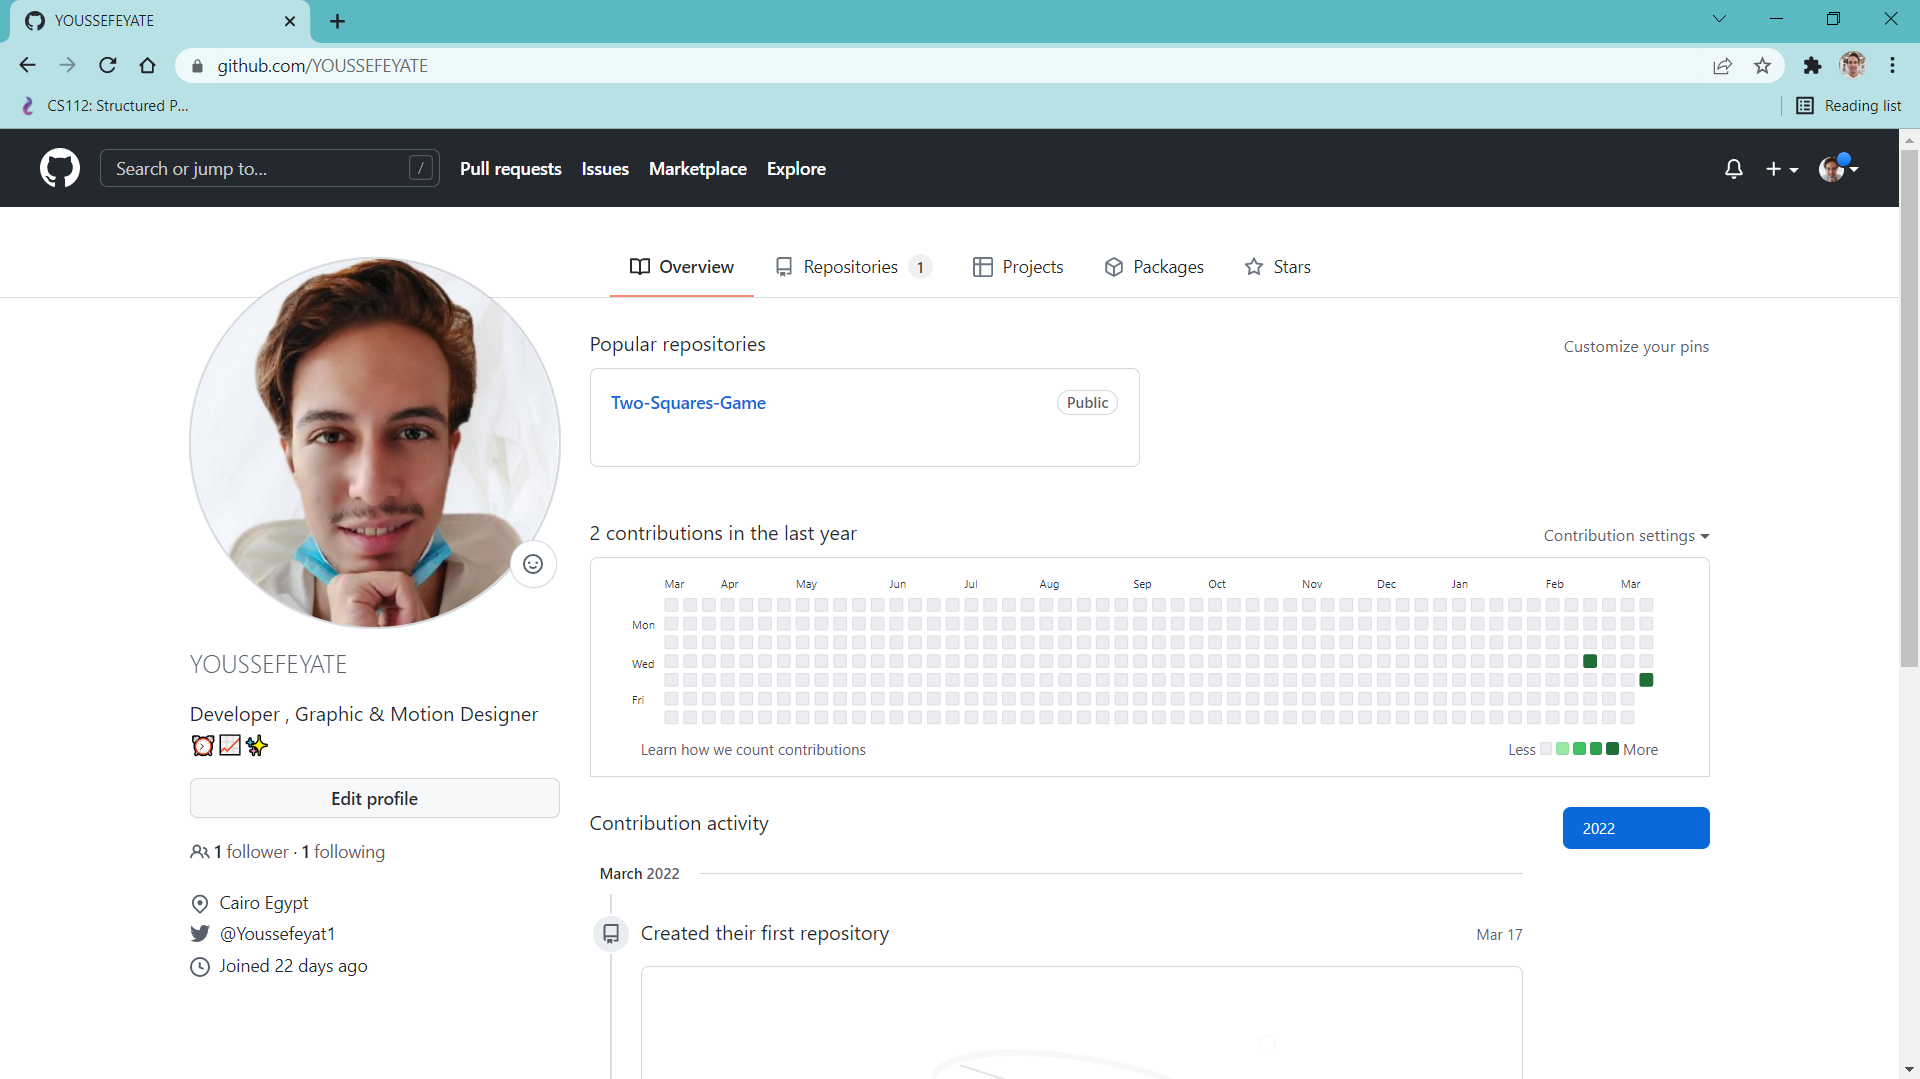 YOUSSEFEYATE
github.com/YOUSSEFEYATE
CS112: Structured P...
Reading list
Search or jump to... /
Pull requests Issues Marketplace Explore
Overview Repositories 1 Projects Packages Stars
Popular repositories
Customize your pins
Two-Squares-Game Public
2 contributions in the last year
Contribution settings
Mar Apr May Jun Jul Aug Sep Oct Nov Dec Jan Feb Mar
Mon
Wed
Fri
Learn how we count contributions
Less More
YOUSSEFEYATE
Developer , Graphic & Motion Designer
⏰📈✨
Edit profile
1 follower · 1 following
Cairo Egypt
@Youssefeyat1
Joined 22 days ago
Contribution activity
2022
March 2022
Created their first repository
Mar 17